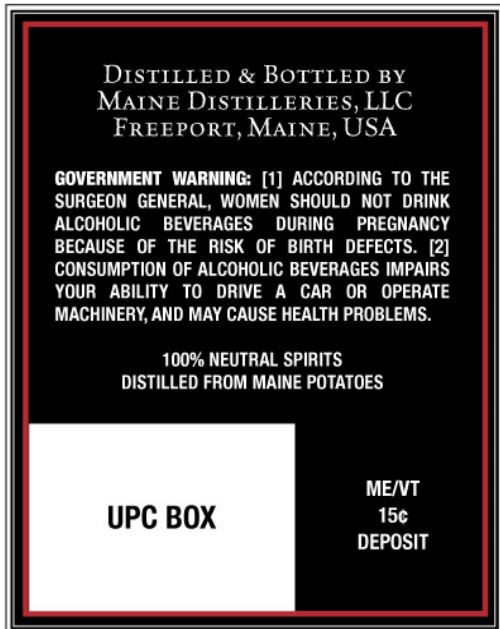 DISTILLED & BOTTLED BY
MAINE DISTILLERIES, LLC
FREEPORT, MAINE, USA
GOVERNMENT WARNING: [1] ACCORDING TO THE
SURGEON GENERAL, WOMEN SHOULD NOT DRINK
ALCOHOLIC BEVERAGES DURING PREGNANCY
BECAUSE OF THE RISK OF BIRTH DEFECTS. [2]
CONSUMPTION OF ALCOHOLIC BEVERAGES IMPAIRS
YOUR ABILITY TO DRIVE A CAR OR OPERATE
MACHINERY, AND MAY CAUSE HEALTH PROBLEMS.
100% NEUTRAL SPIRITS
DISTILLED FROM MAINE POTATOES
UPC BOX
ME/VT
15¢
DEPOSIT